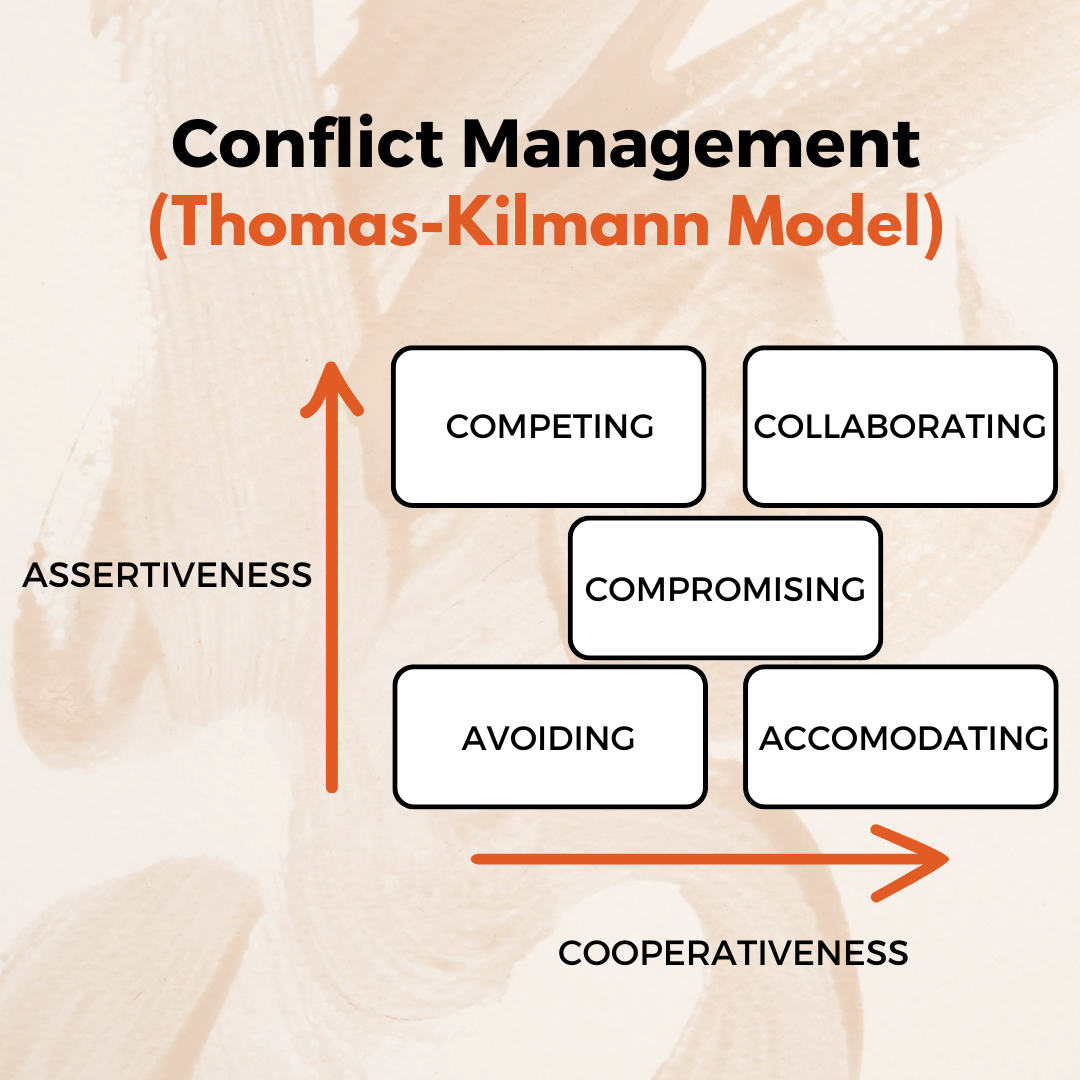 Conflict Management
(Thomas-Kilmann Model)
COMPETING
COLLABORATING
ASSERTIVENESS
COMPROMISING
AVOIDING
ACCOMODATING
COOPERATIVENESS